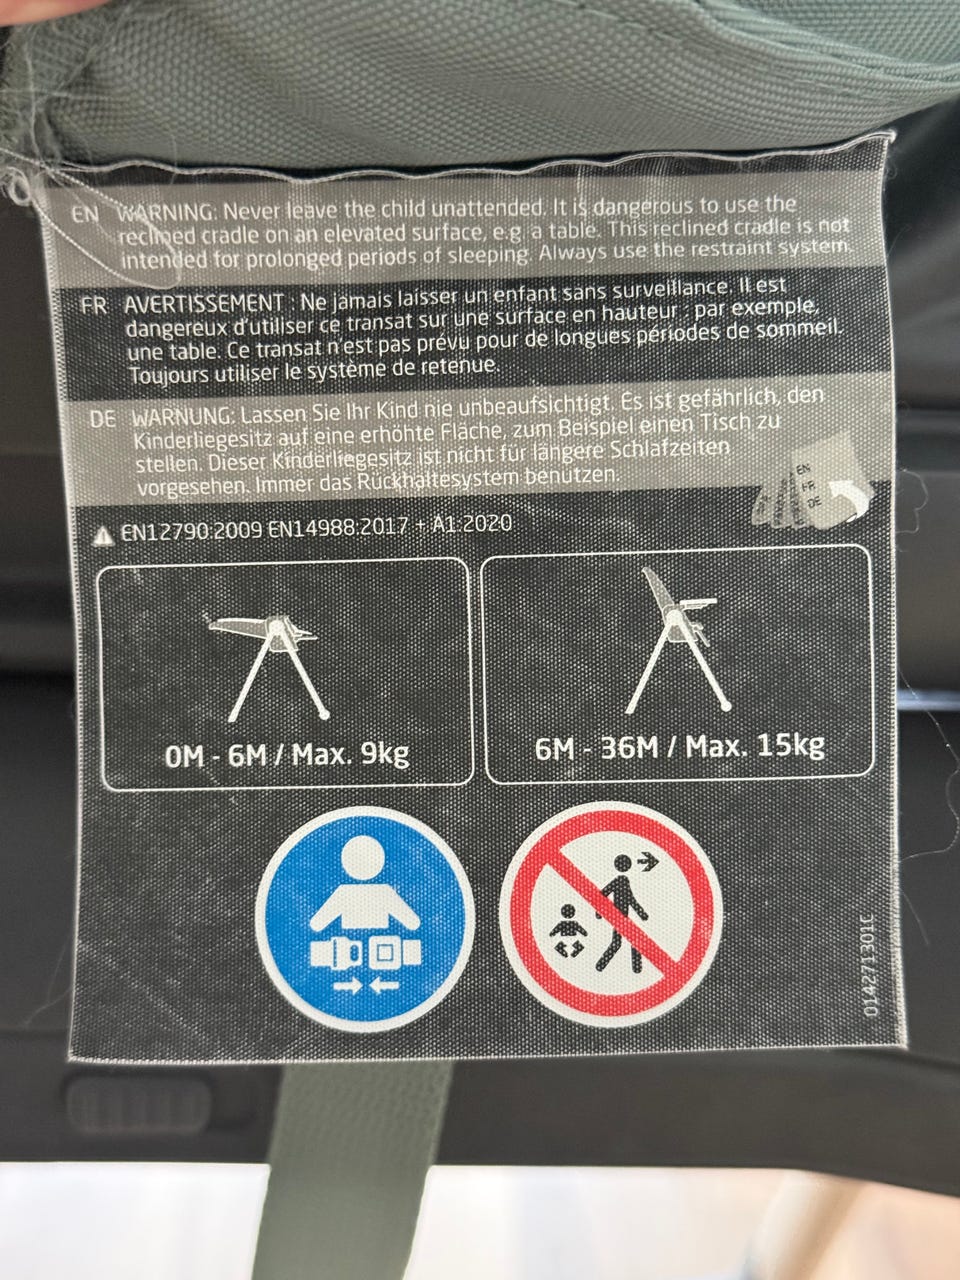 EN WARNING: Never leave the child unattended. It is dangerous to use the
reclined cradle on an elevated surface, e.g. a table. This reclined cradle is not
intended for prolonged periods of sleeping. Always use the restraint system.
FR AVERTISSEMENT : Ne jamais laisser un enfant sans surveillance. Il est
dangereux d'utiliser ce transat sur une surface en hauteur : par exemple,
une table. Ce transat n'est pas prévu pour de longues périodes de sommeil.
Toujours utiliser le système de retenue.
DE WARNUNG: Lassen Sie Ihr Kind nie unbeaufsichtigt. Es ist gefährlich, den
Kinderliegesitz auf eine erhöhte Fläche, zum Beispiel einen Tisch zu
stellen. Dieser Kinderliegesitz ist nicht für längere Schlafzeiten
vorgesehen. Immer das Rückhaltesystem benutzen.
EN
FR
DE
EN12790:2009 EN14988:2017 + A1:2020
0M - 6M / Max. 9kg
6M - 36M / Max. 15kg
014271301C